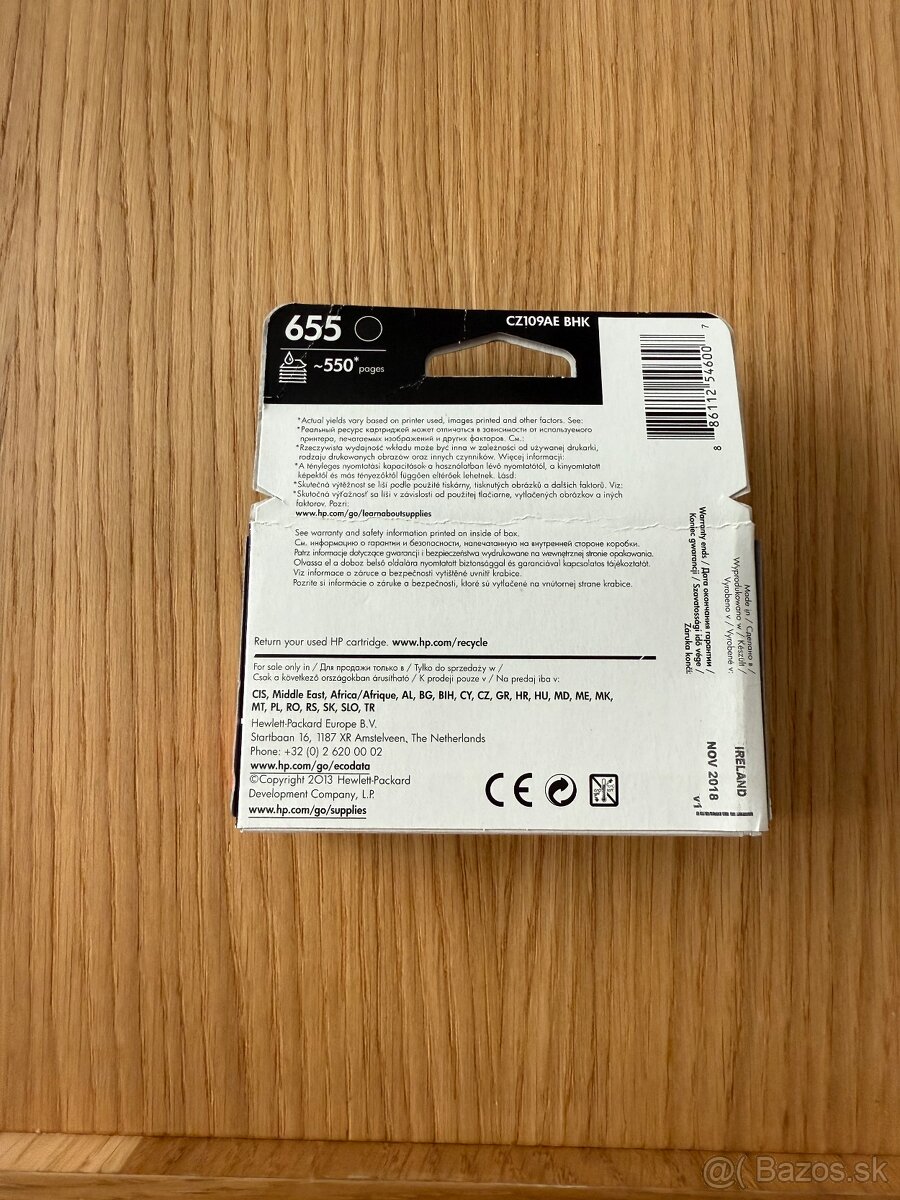 655
CZ109AE BHK
~550* pages
8 86112 54600 7
*Actual yields vary based on printer used, images printed and other factors. See:
*Реальный ресурс картриджей может отличаться в зависимости от используемого
принтера, печатаемых изображений и других факторов. См.:
*Rzeczywista wydajność wkładu może być inna w zależności od używanej drukarki,
rodzaju drukowanych obrazów oraz innych czynników. Więcej informacji:
*A tényleges nyomtatási kapacitások a használatban lévő nyomtatótól, a kinyomtatott
képektől és más tényezőktől függően eltérőek lehetnek. Lásd:
*Skutečná výtěžnost se liší podle použité tiskárny, tisknutých obrázků a dalších faktorů. Viz:
*Skutočná výťažnosť sa líši v závislosti od použitej tlačiarne, vytlačených obrázkov a iných
faktorov. Pozri:
www.hp.com/go/learnaboutsupplies
See warranty and safety information printed on inside of box.
См. информацию о гарантии и безопасности, напечатанную на внутренней стороне коробки.
Patrz informacje dotyczące gwarancji i bezpieczeństwa wydrukowane na wewnętrznej stronie opakowania.
Olvassa el a doboz belső oldalára nyomtatott biztonsággal és garanciával kapcsolatos tájékoztatót.
Viz informace o záruce a bezpečnosti vytištěné uvnitř krabice.
Pozrite si informácie o záruke a bezpečnosti, ktoré sú vytlačené na vnútornej strane krabice.
Return your used HP cartridge. www.hp.com/recycle
For sale only in / Для продажи только в / Tylko do sprzedaży w /
Csak a következő országokban árusítható / K prodeji pouze v / Na predaj iba v:
CIS, Middle East, Africa/Afrique, AL, BG, BIH, CY, CZ, GR, HR, HU, MD, ME, MK,
MT, PL, RO, RS, SK, SLO, TR
Hewlett-Packard Europe B.V.
Startbaan 16, 1187 XR Amstelveen, The Netherlands
Phone: +32 (0) 2 620 00 02
www.hp.com/go/ecodata
©Copyright 2013 Hewlett-Packard
Development Company, L.P.
www.hp.com/go/supplies
CE
Made in / Сделано в /
Wyprodukowano w / Készült /
Vyrobeno v / Vyrobené v:
IRELAND
Warranty ends / Дата окончания гарантии /
Koniec gwarancji / Szavatossági idő vége /
Záruka končí:
NOV 2018
v1
@( Bazos.sk